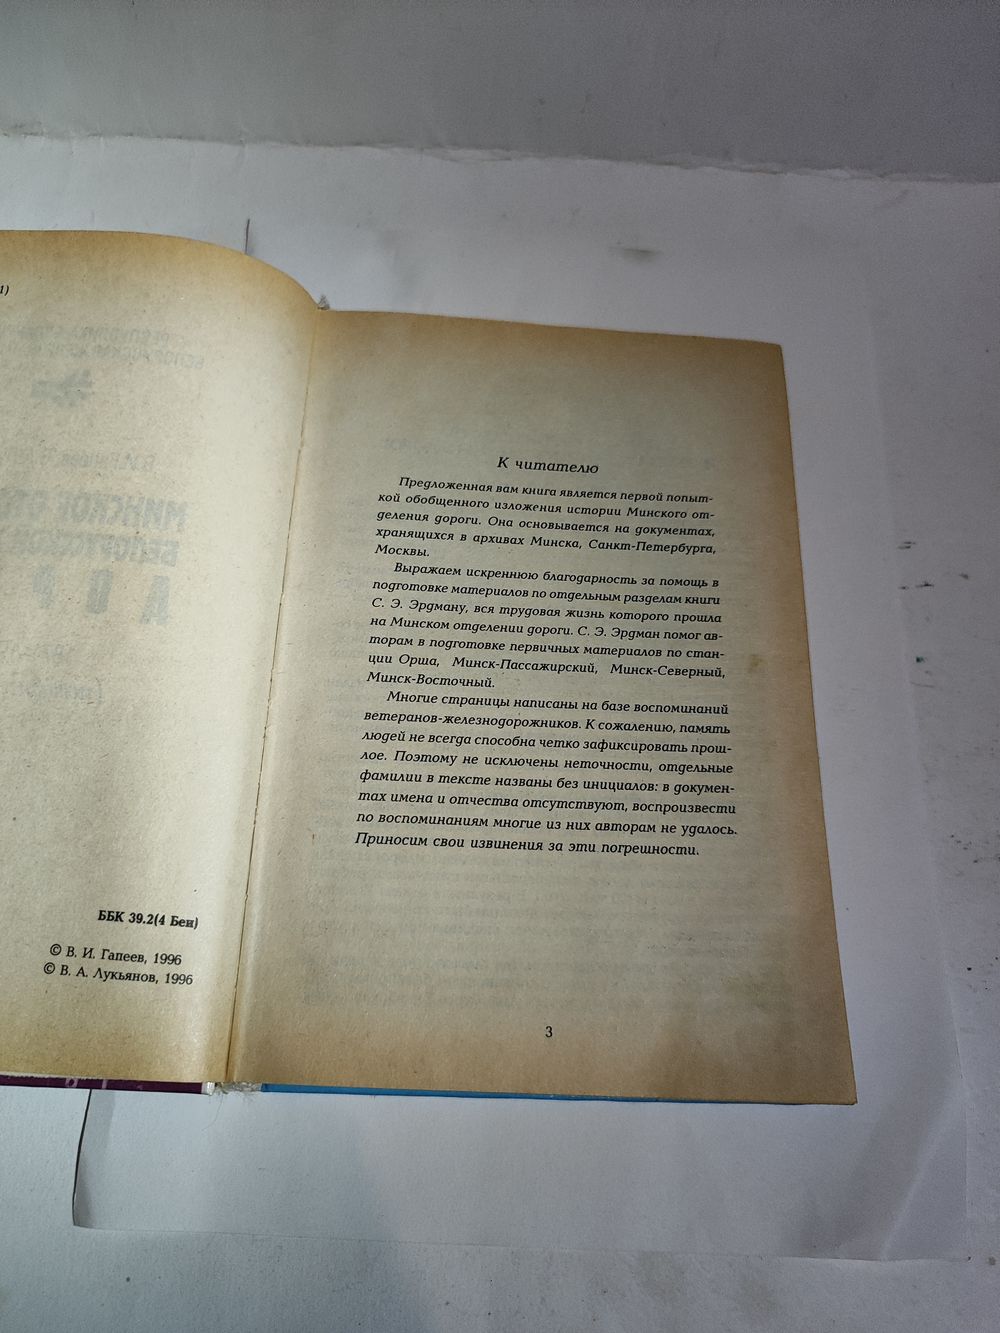 1)
ББК 39.2(4 Беи)
© В. И. Гапеев, 1996
© В. А. Лукьянов, 1996
К читателю
Предложенная вам книга является первой попыт-
кой обобщенного изложения истории Минского от-
деления дороги. Она основывается на документах,
хранящихся в архивах Минска, Санкт-Петербурга,
Москвы.
Выражаем искреннюю благодарность за помощь в
подготовке материалов по отдельным разделам книги
С. Э. Эрдману, вся трудовая жизнь которого прошла
на Минском отделении дороги. С. Э. Эрдман помог ав-
торам в подготовке первичных материалов по стан-
ции Орша, Минск-Пассажирский, Минск-Северный,
Минск-Восточный.
Многие страницы написаны на базе воспоминаний
ветеранов-железнодорожников. К сожалению, память
людей не всегда способна четко зафиксировать прош-
лое. Поэтому не исключены неточности, отдельные
фамилии в тексте названы без инициалов: в докумен-
тах имена и отчества отсутствуют, воспроизвести
по воспоминаниям многие из них авторам не удалось.
Приносим свои извинения за эти погрешности.
3